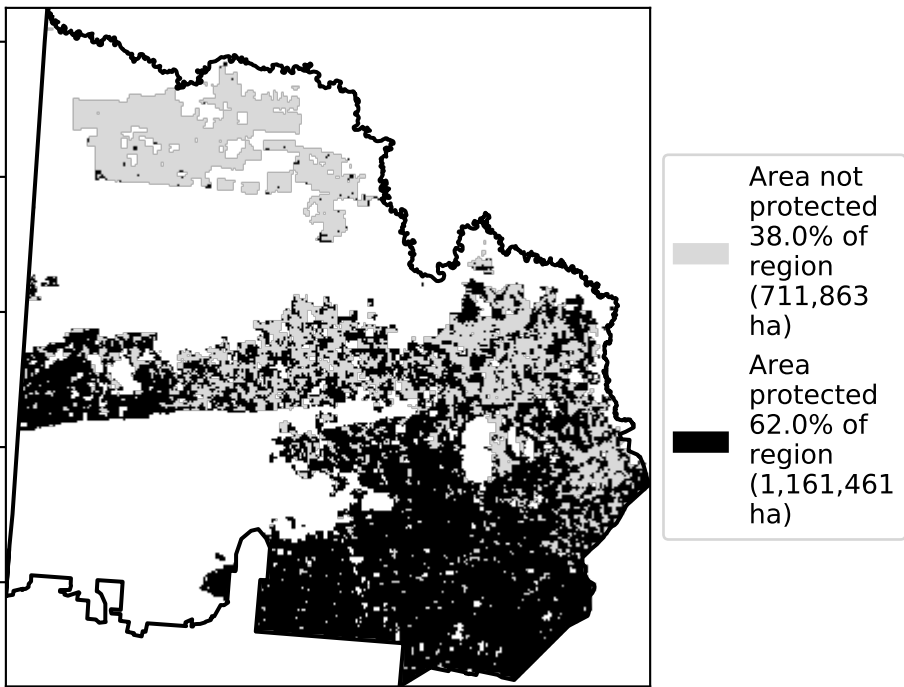 Area not
protected
38.0% of
region
(711,863
ha)
Area
protected
62.0% of
region
(1,161,461
ha)